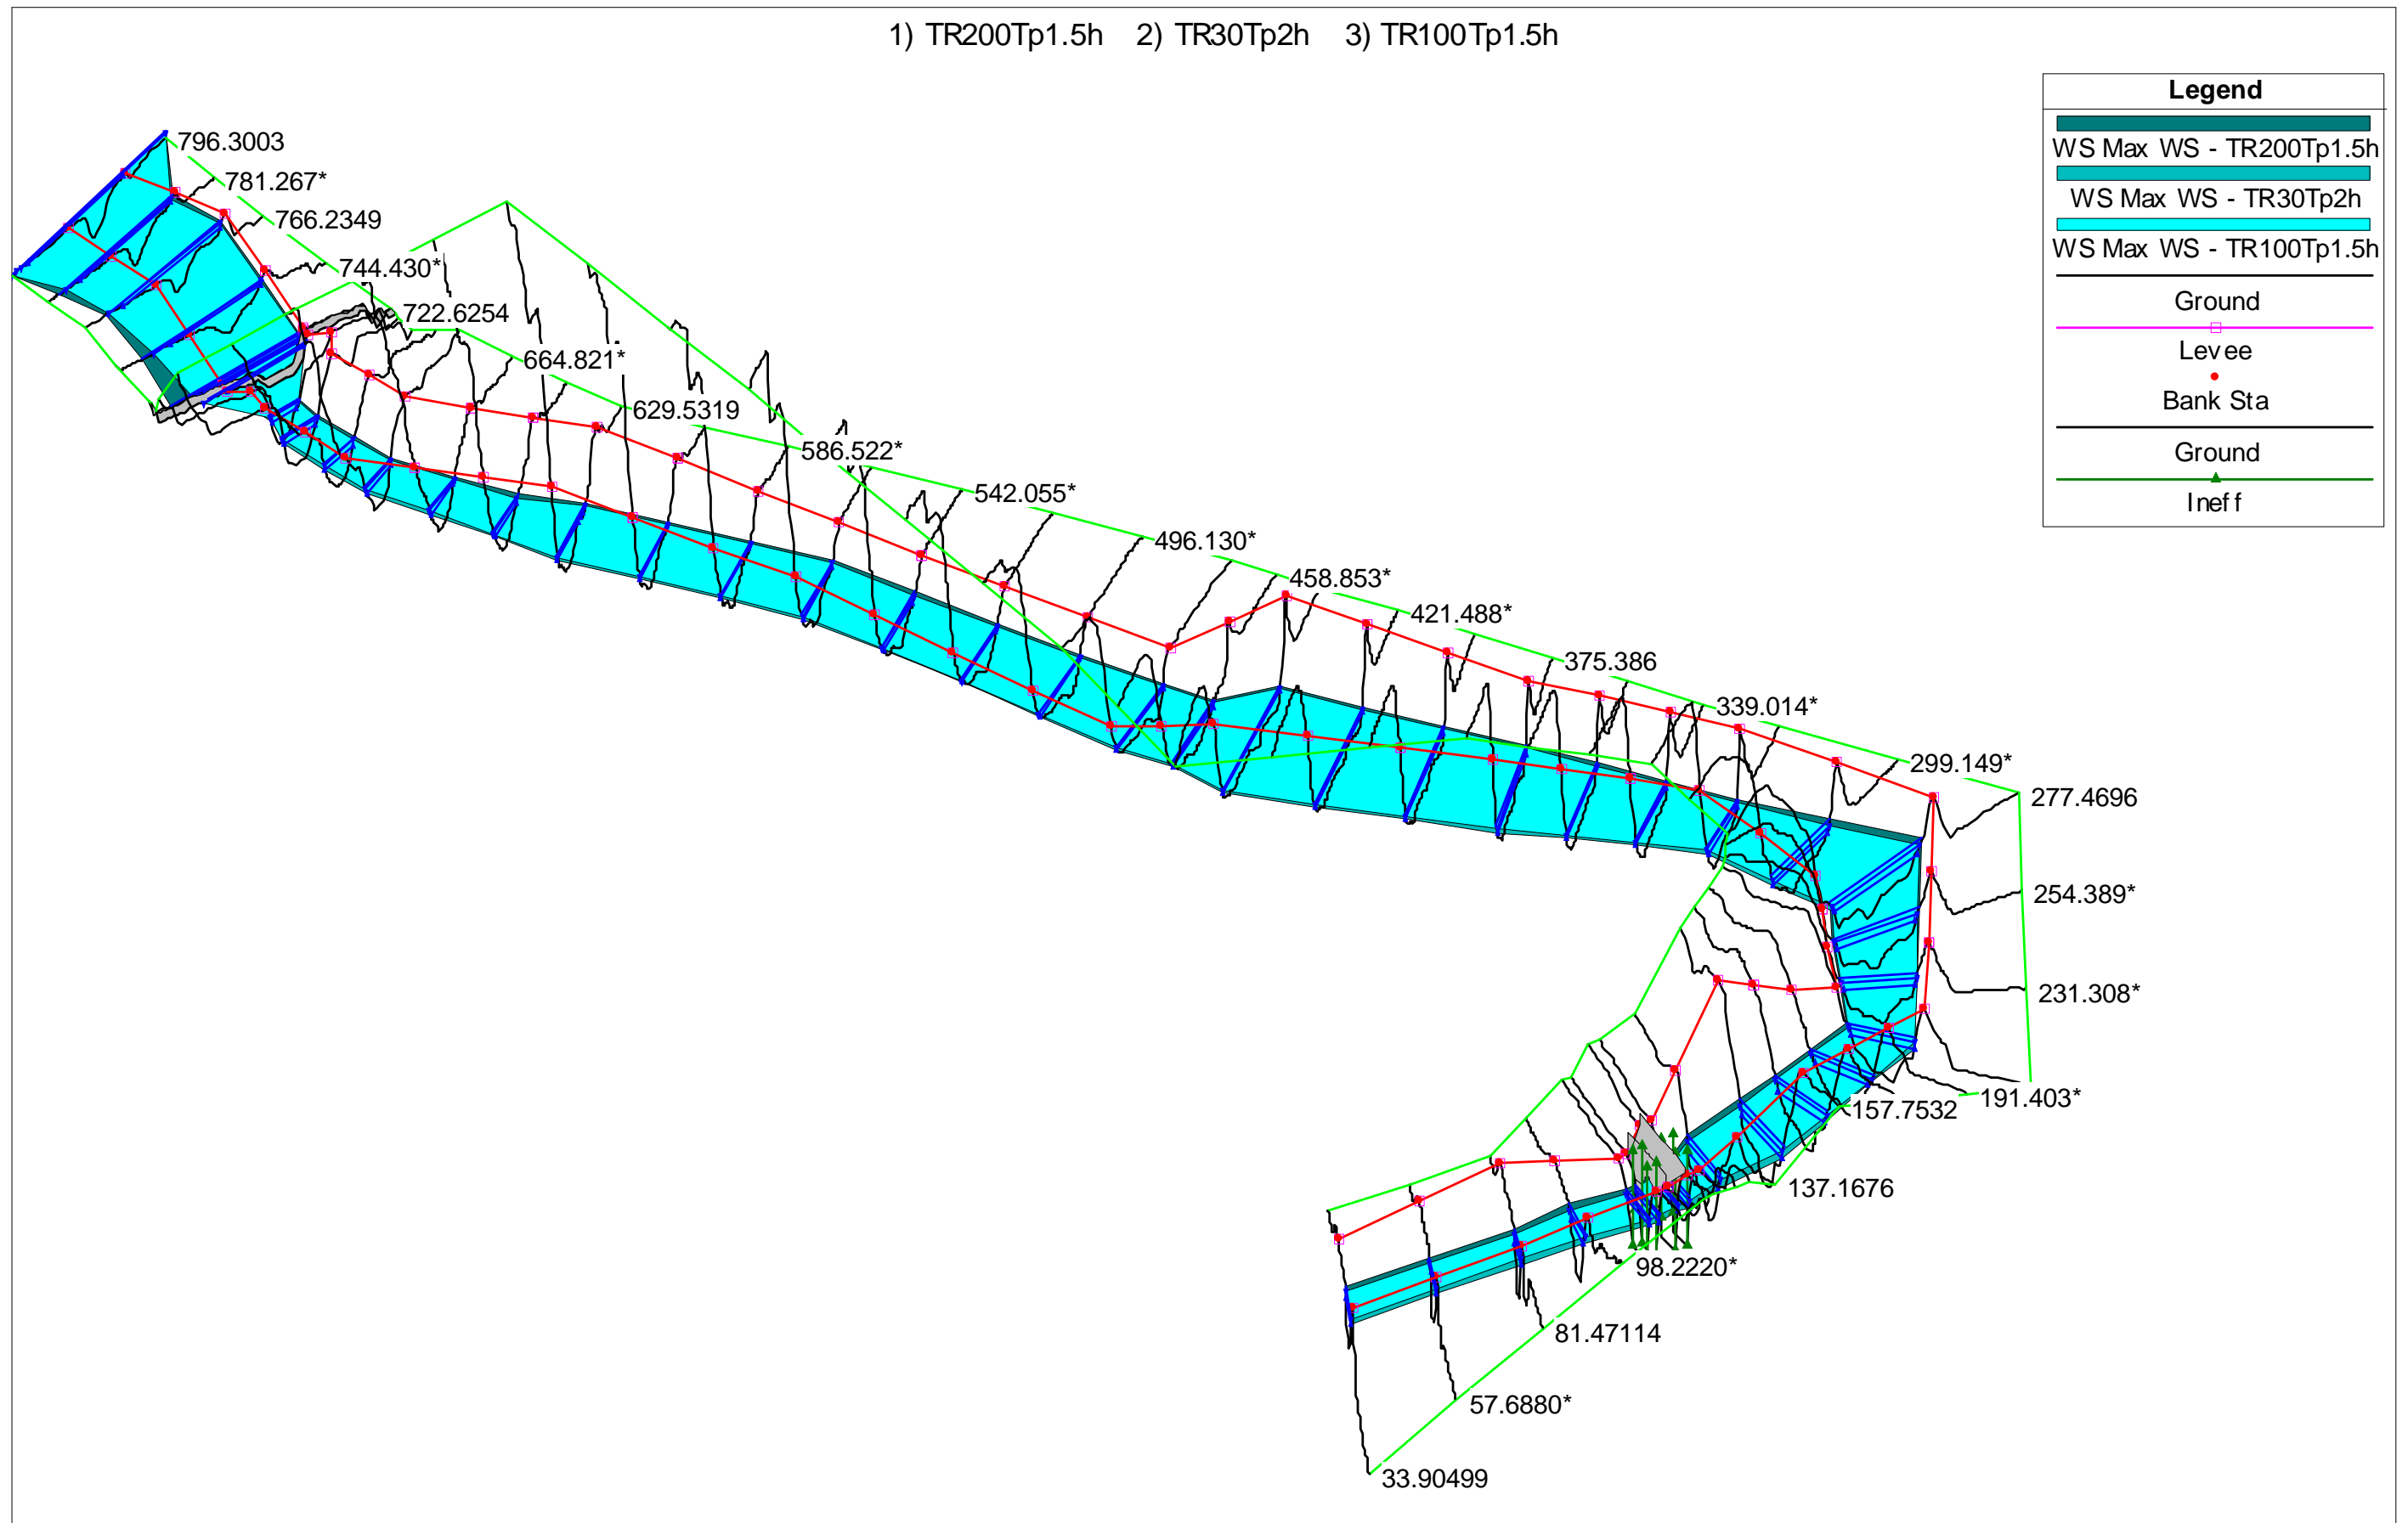 1) TR200Tp1.5h 2) TR30Tp2h 3) TR100Tp1.5h
Legend
WS Max WS - TR200Tp1.5h
WS Max WS - TR30Tp2h
WS Max WS - TR100Tp1.5h
Ground
Levee
Bank Sta
Ground
Ineff
796.3003
781.267*
766.2349
744.430*
722.6254
664.821*
629.5319
586.522*
542.055*
496.130*
458.853*
421.488*
375.386
339.014*
299.149*
277.4696
254.389*
231.308*
191.403*
157.7532
137.1676
98.2220*
81.47114
57.6880*
33.90499